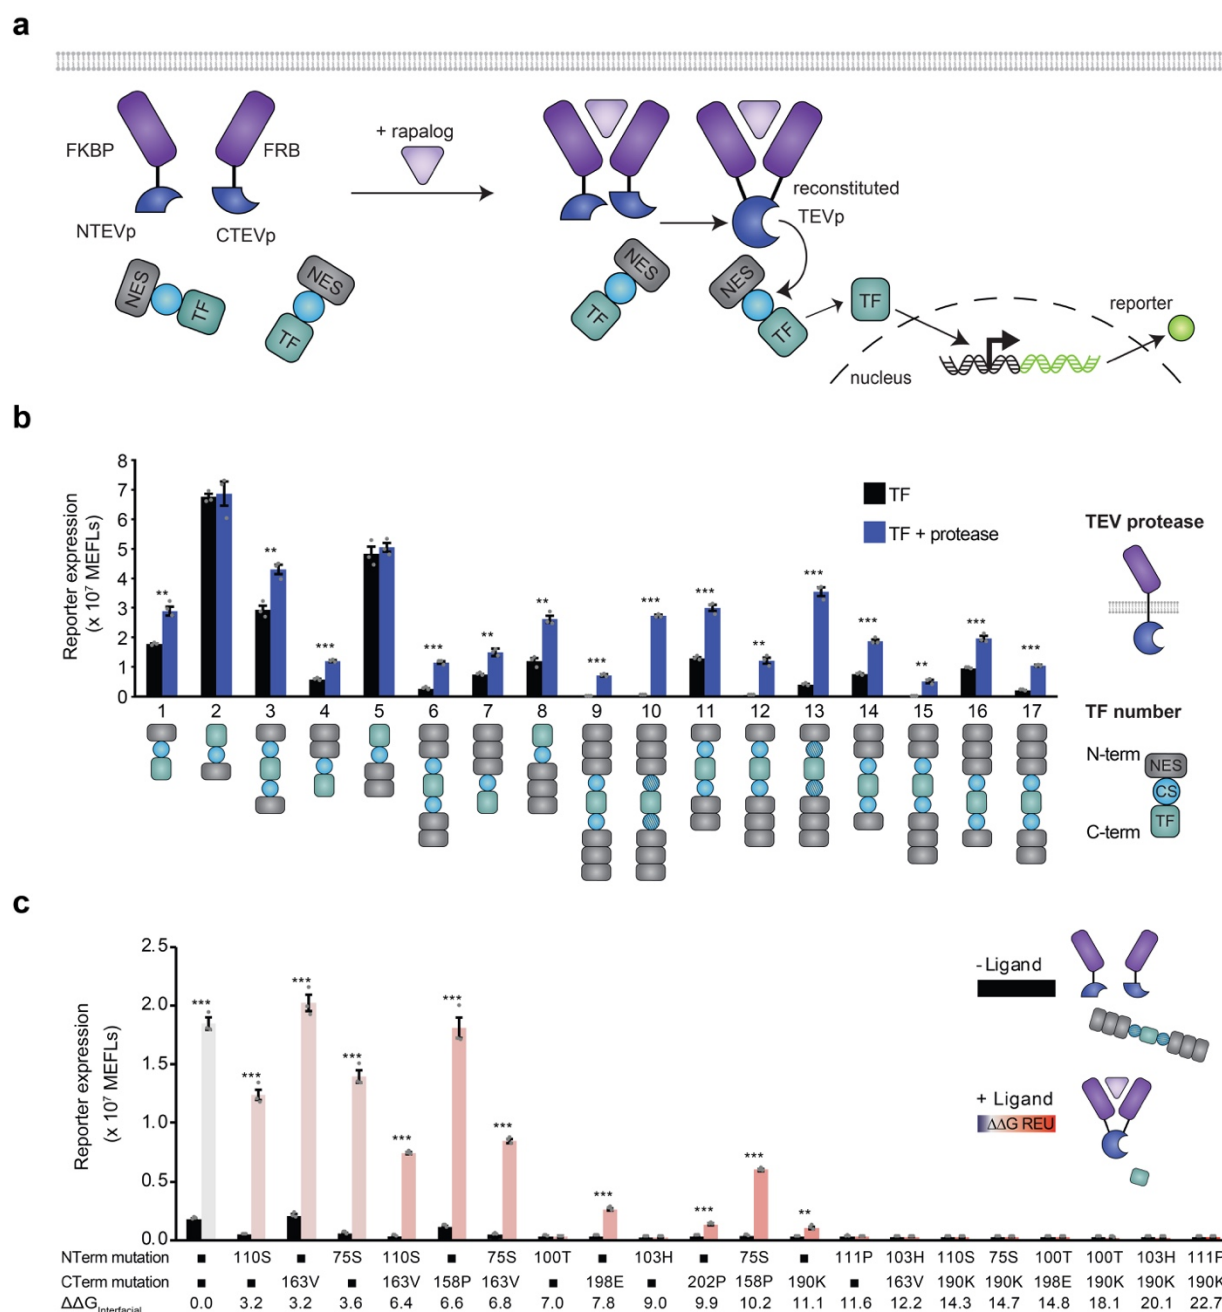 a
+ rapalog
FKBP
FRB
NTEVp
CTEVp
reconstituted
TEVp
NES
TF
NES
TF
NES
TF
NES
TF
TF
reporter
nucleus
b
Reporter expression
(x 10⁷ MEFLs)
8
7
6
5
4
3
2
1
0
** ** *** *** ** ** *** *** *** ** *** *** ** *** ***
TF
TF + protease
TEV protease
1 2 3 4 5 6 7 8 9 10 11 12 13 14 15 16 17
TF number
N-term
NES
CS
TF
C-term
c
Reporter expression
(x 10⁷ MEFLs)
2.5
2.0
1.5
1.0
0.5
0.0
*** *** *** *** *** *** *** *** *** *** **
- Ligand
+ Ligand
ΔΔG REU
NTerm mutation ■ 110S ■ 75S 110S ■ 75S 100T ■ 103H ■ 75S ■ 111P 103H 110S 75S 100T 100T 103H 111P
CTerm mutation ■ ■ 163V ■ 163V 158P 163V ■ 198E ■ 202P 158P 190K ■ 163V 190K 190K 198E 190K 190K 190K
ΔΔG Interfacial 0.0 3.2 3.2 3.6 6.4 6.6 6.8 7.0 7.8 9.0 9.9 10.2 11.1 11.6 12.2 14.3 14.7 14.8 18.1 20.1 22.7